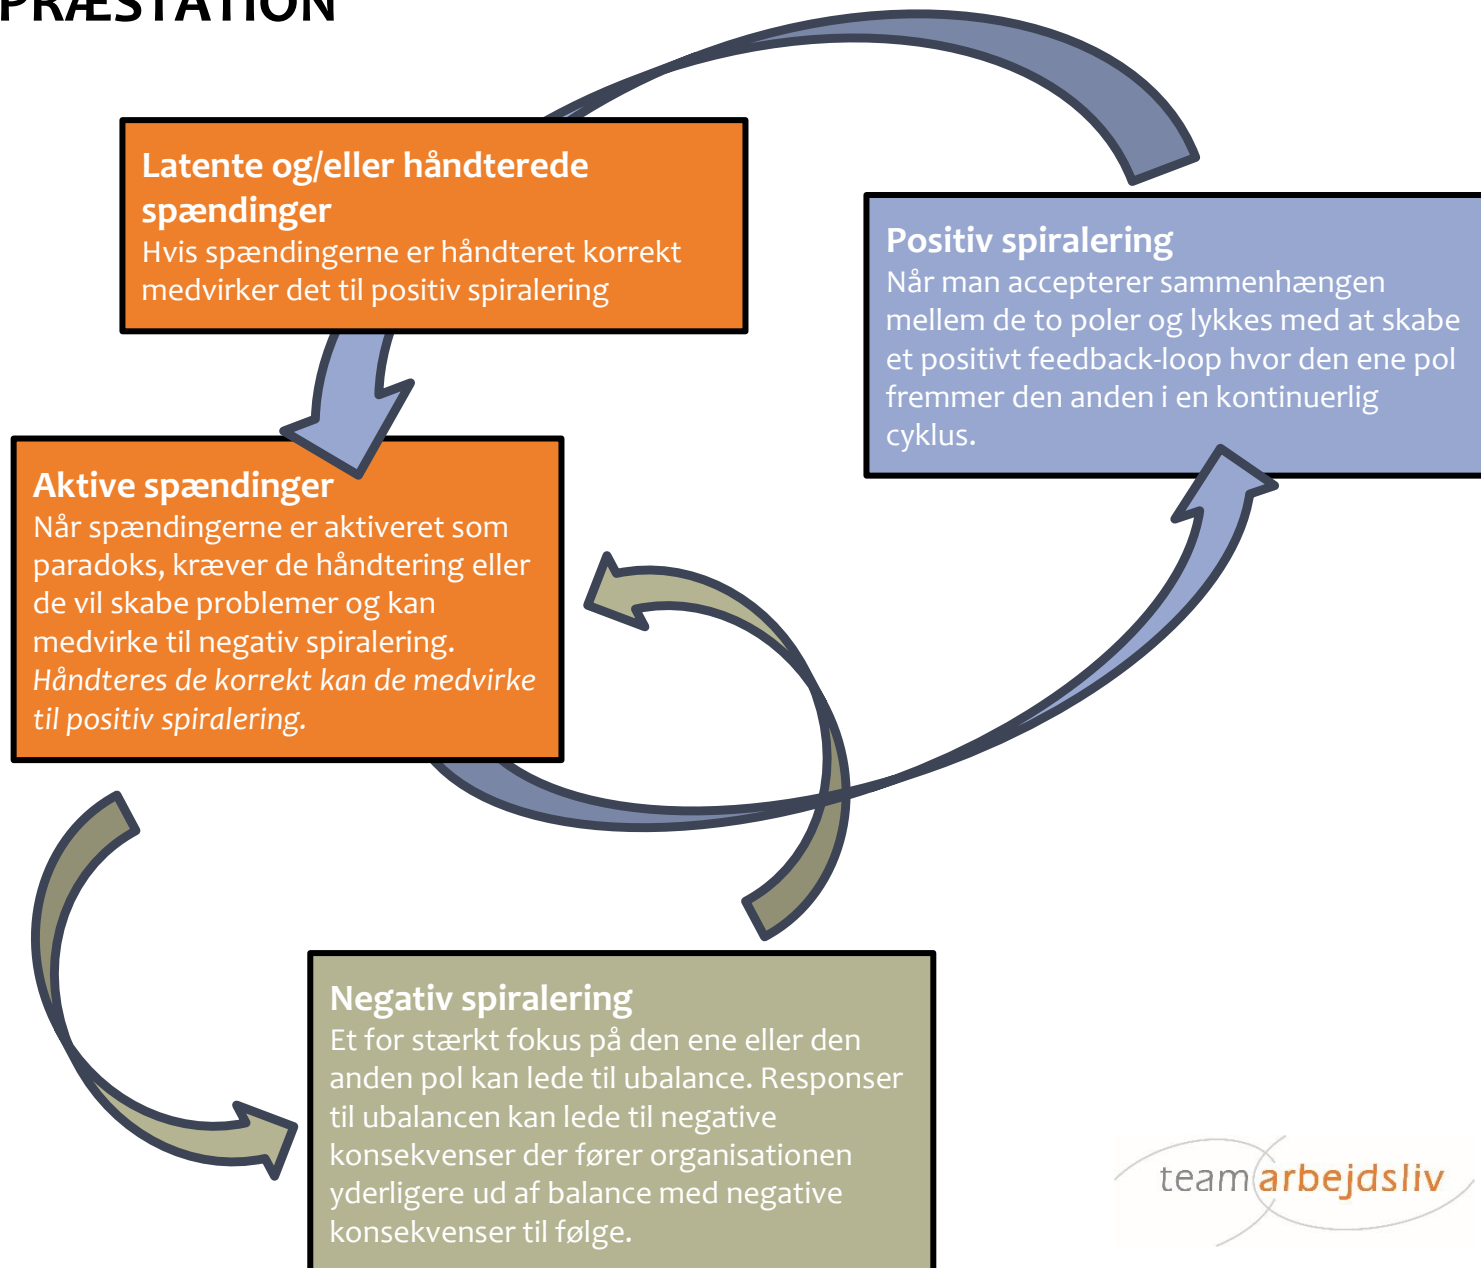 PRÆSTATION
Latente og/eller håndterede
spændinger
Hvis spændingerne er håndteret korrekt
medvirker det til positiv spiralering
Positiv spiralering
Når man accepterer sammenhængen
mellem de to poler og lykkes med at skabe
et positivt feedback-loop hvor den ene pol
fremmer den anden i en kontinuerlig
cyklus.
Aktive spændinger
Når spændingerne er aktiveret som
paradoks, kræver de håndtering eller
de vil skabe problemer og kan
medvirke til negativ spiralering.
Håndteres de korrekt kan de medvirke
til positiv spiralering.
Negativ spiralering
Et for stærkt fokus på den ene eller den
anden pol kan lede til ubalance. Responser
til ubalancen kan lede til negative
konsekvenser der fører organisationen
yderligere ud af balance med negative
konsekvenser til følge.
teamarbejdsliv